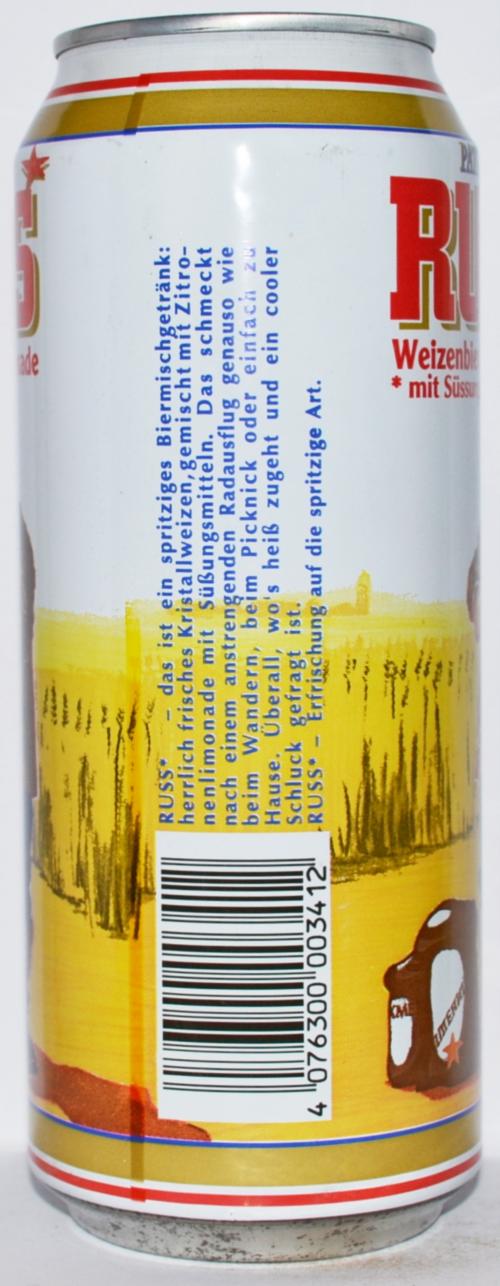 RUSS* – das ist ein spritziges Biermischgetränk:
herrlich frisches Kristallweizen, gemischt mit Zitro-
nenlimonade mit Süßungsmitteln. Das schmeckt
nach einem anstrengenden Radausflug genauso wie
beim Wandern, beim Picknick oder einfach zu
Hause. Überall, wo's heiß zugeht und ein cooler
Schluck gefragt ist.
RUSS* – Erfrischung auf die spritzige Art.
4 076300 003412
RU
Weizenbie
* mit Süssun
S
ade